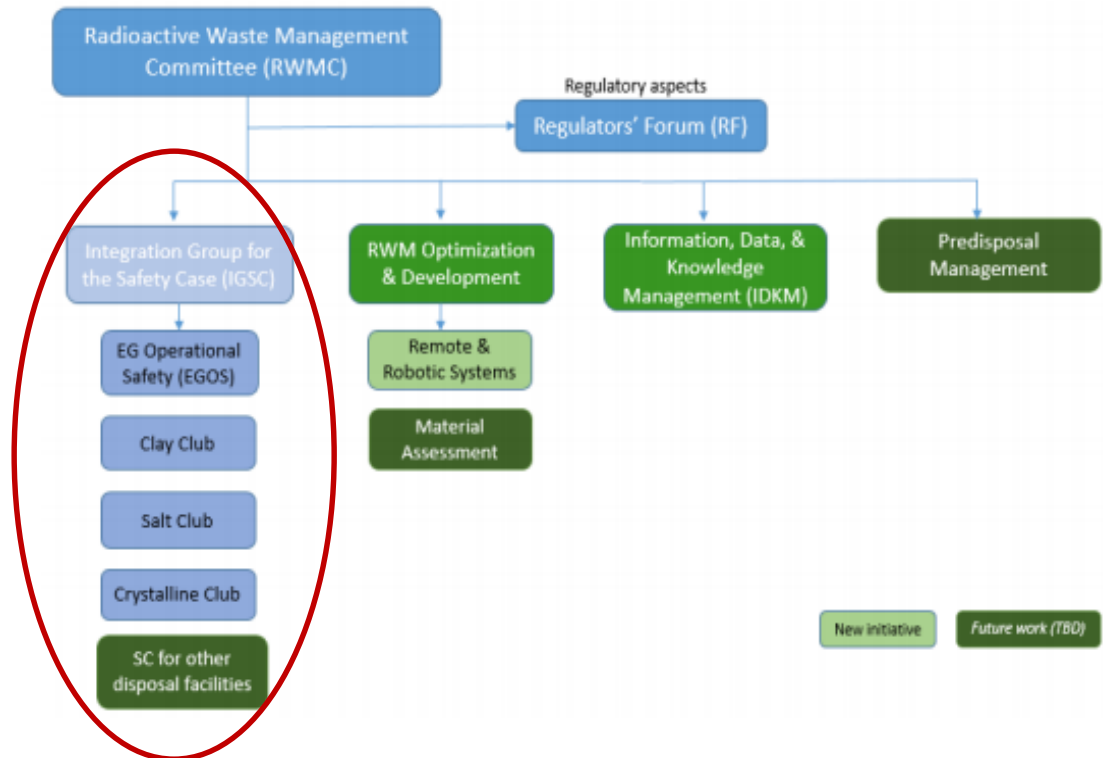 Radioactive Waste Management
Committee (RWMC)
Regulatory aspects
Regulators' Forum (RF)
Integration Group for
the Safety Case (IGSC)
RWM Optimization
& Development
Information, Data, &
Knowledge
Management (IDKM)
Predisposal
Management
EG Operational
Safety (EGOS)
Remote &
Robotic Systems
Clay Club
Material
Assessment
Salt Club
Crystalline Club
New initiative
Future work (TBD)
SC for other
disposal facilities